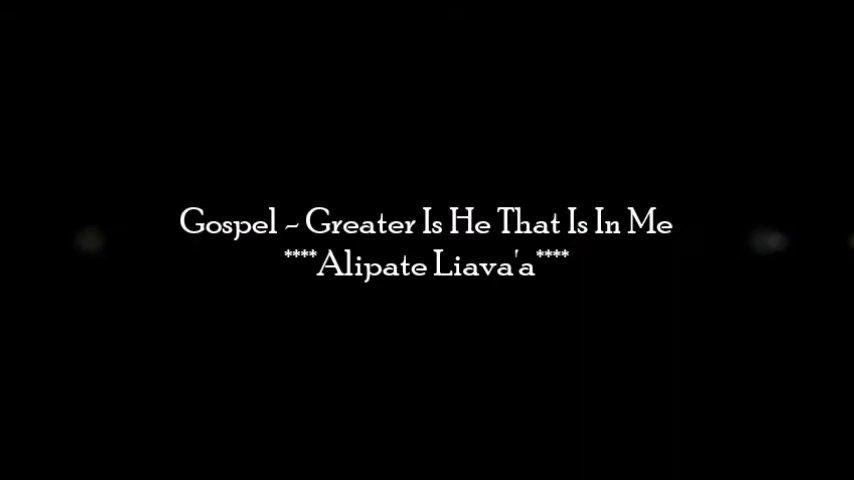 Gospel ~ Greater Is He That Is In Me
****Alipate Liava'a****